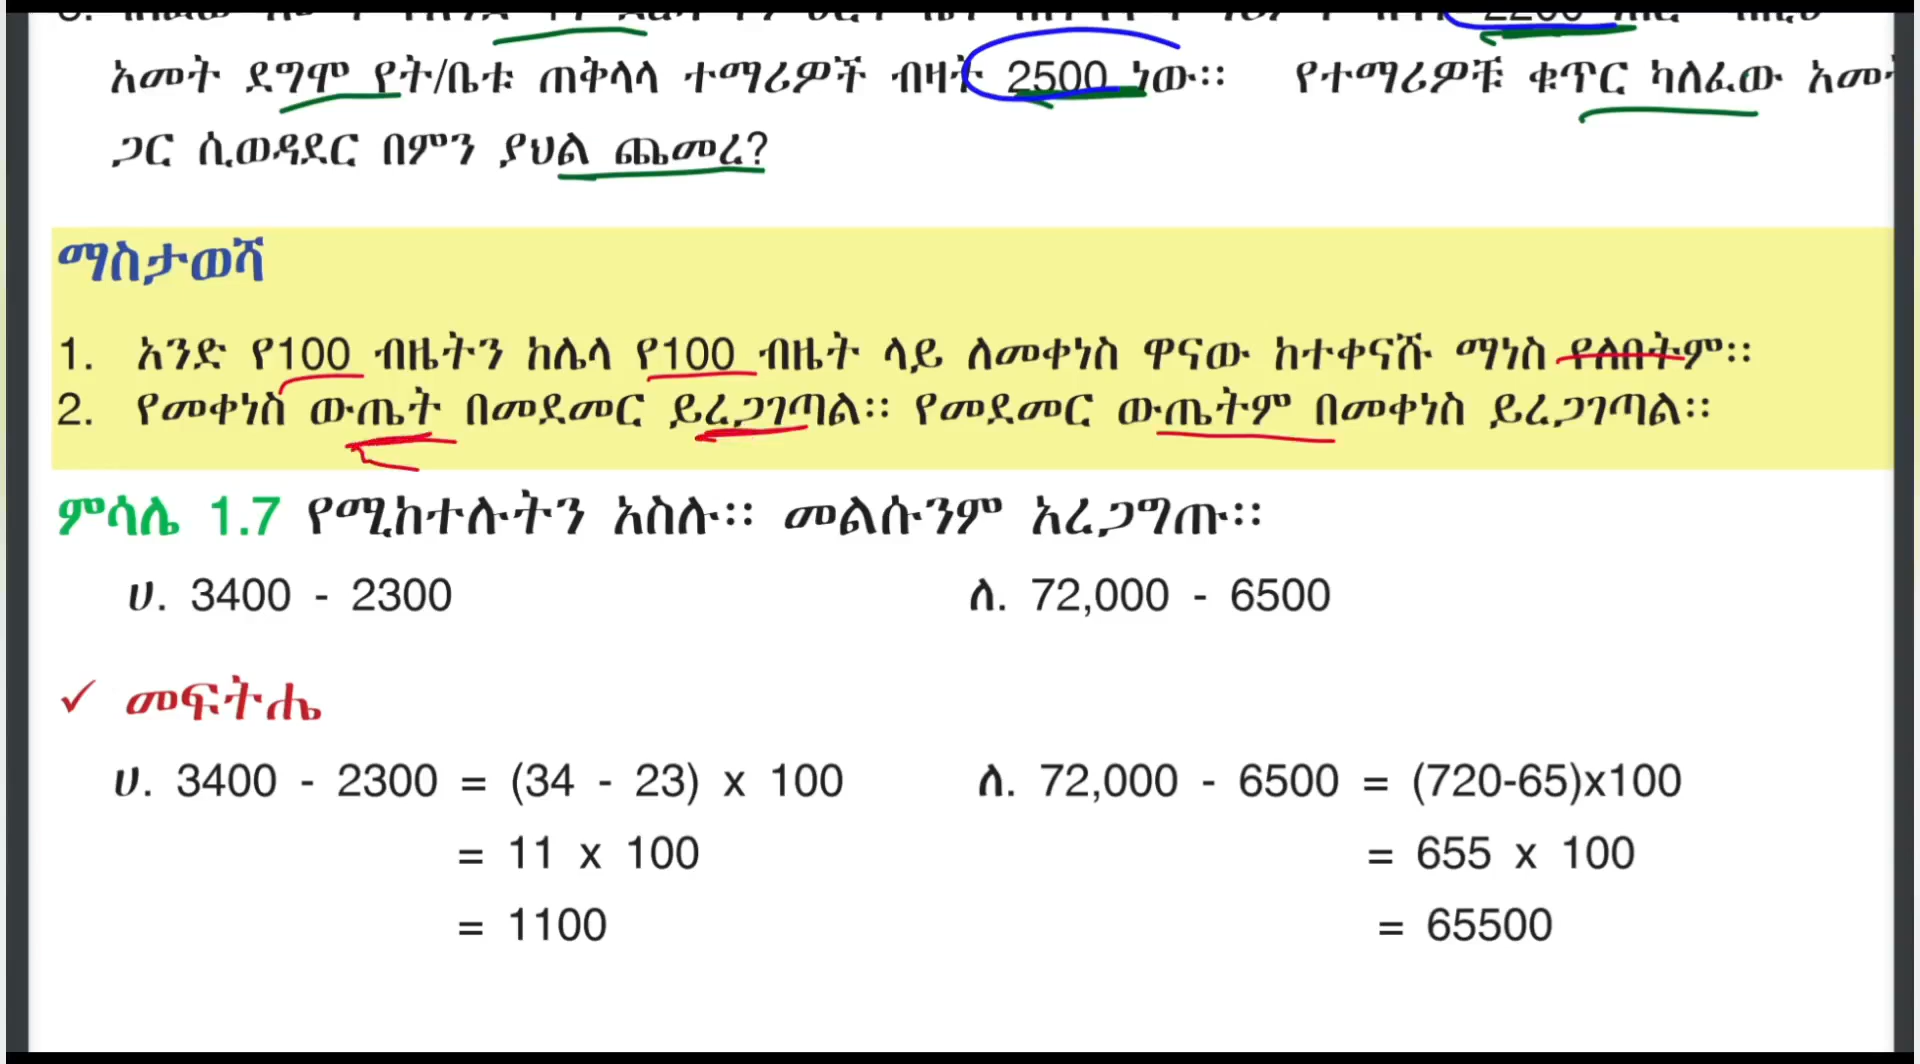 2200
አመት ደግሞ የት/ቤቱ ጠቅላላ ተማሪዎች ብዛት 2500 ነው፡፡ የተማሪዎቹ ቁጥር ካለፈው
ጋር ሲወዳደር በምን ያህል ጨመረ?
ማስታወሻ
1. አንድ የ100 ብዜትን ከሌላ የ100 ብዜት ላይ ለመቀነስ ዋናው ከተቀናሹ ማነስ የለበትም፡፡
2. የመቀነስ ውጤት በመደመር ይረጋገጣል፡፡ የመደመር ውጤትም በመቀነስ ይረጋገጣል፡፡
ምሳሌ 1.7 የሚከተሉትን አስሉ፡፡ መልሱንም አረጋግጡ፡፡
ሀ. 3400 - 2300 ለ. 72,000 - 6500
✓ መፍትሔ
ሀ. 3400 - 2300 = (34 - 23) x 100 ለ. 72,000 - 6500 = (720-65)x100
= 11 x 100 = 655 x 100
= 1100 = 65500